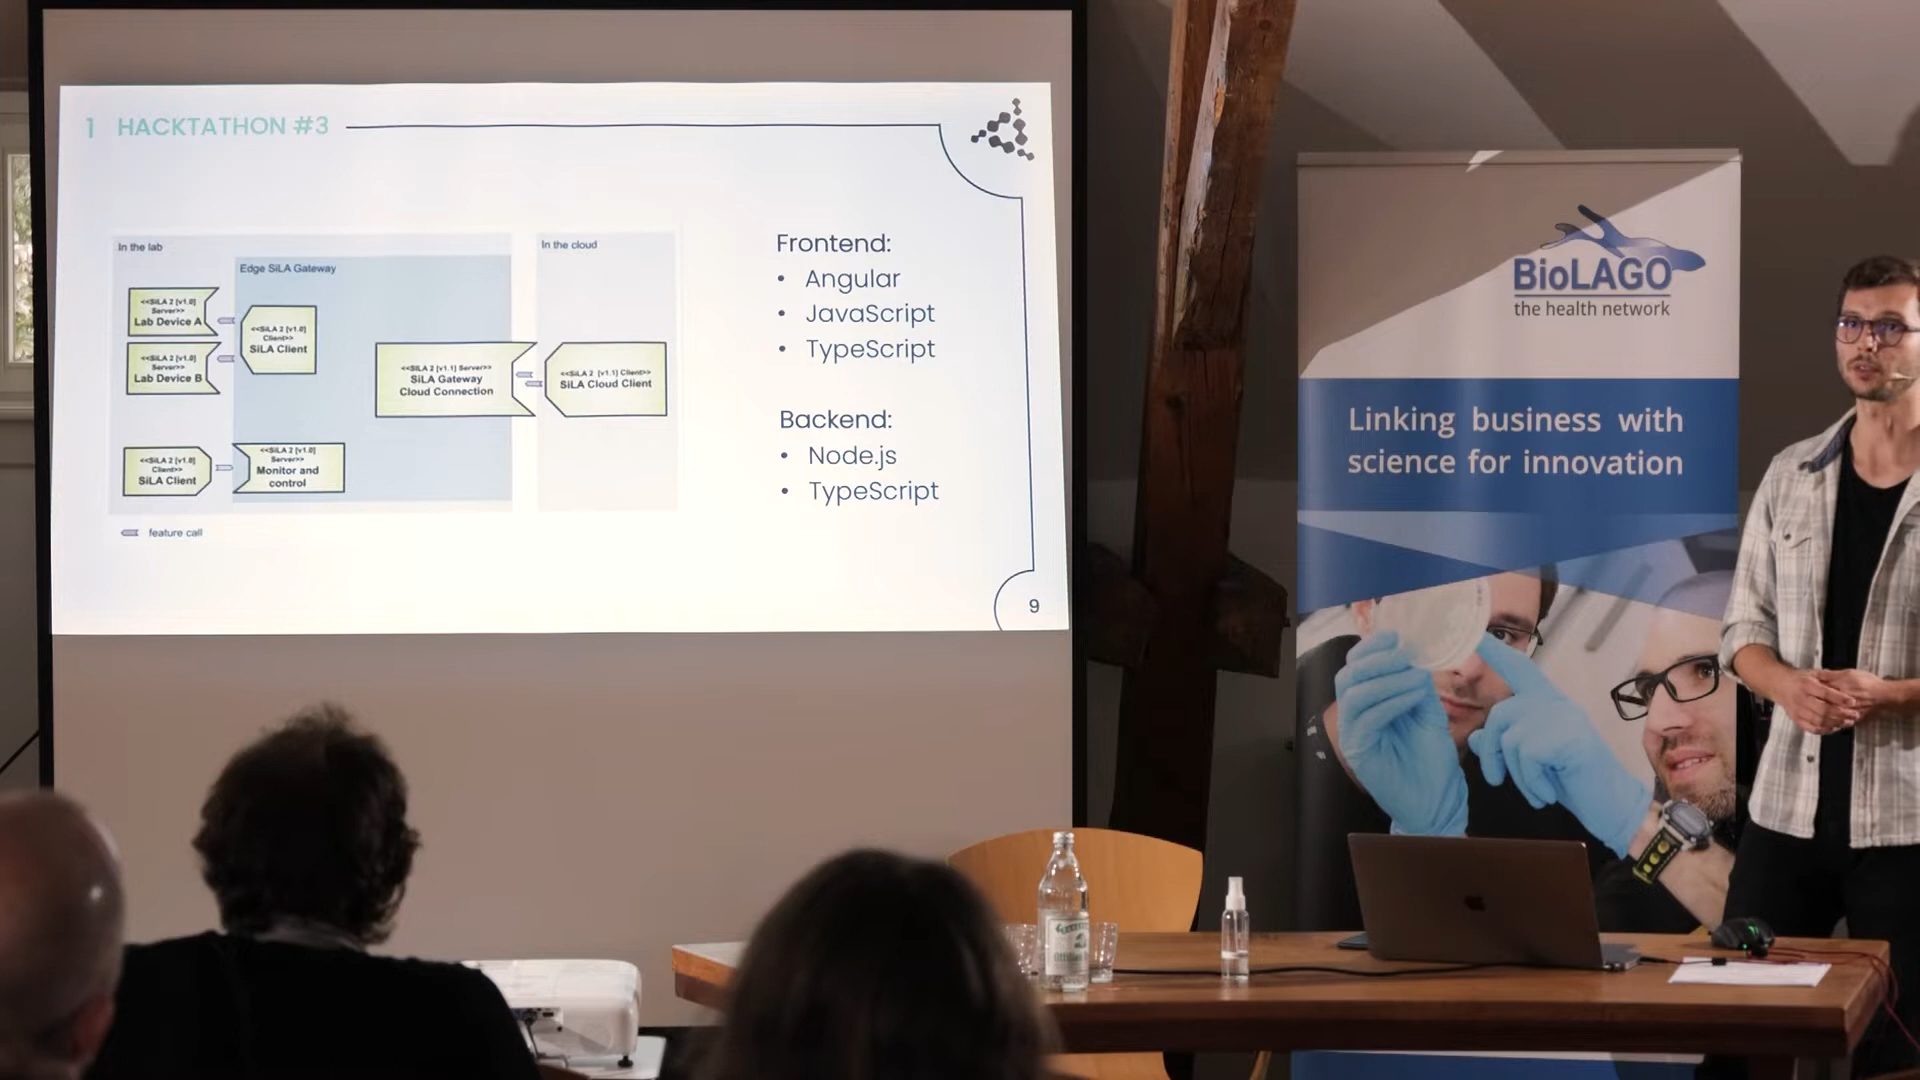 1 HACKTATHON #3
In the lab
In the cloud
Edge SiLA Gateway
<<SiLA 2 [v1.0]
Server>>
Lab Device A
<<SiLA 2 [v1.0]
Client>>
SiLA Client
<<SiLA 2 [v1.0]
Server>>
Lab Device B
<<SiLA 2 [v1.1] Server>>
SiLA Gateway
Cloud Connection
<<SiLA 2 [v1.1] Client>>
SiLA Cloud Client
<<SiLA 2 [v1.0]
Client>>
SiLA Client
<<SiLA 2 [v1.0]
Server>>
Monitor and
control
feature call
Frontend:
• Angular
• JavaScript
• TypeScript
Backend:
• Node.js
• TypeScript
9
BioLAGO
the health network
Linking business with
science for innovation